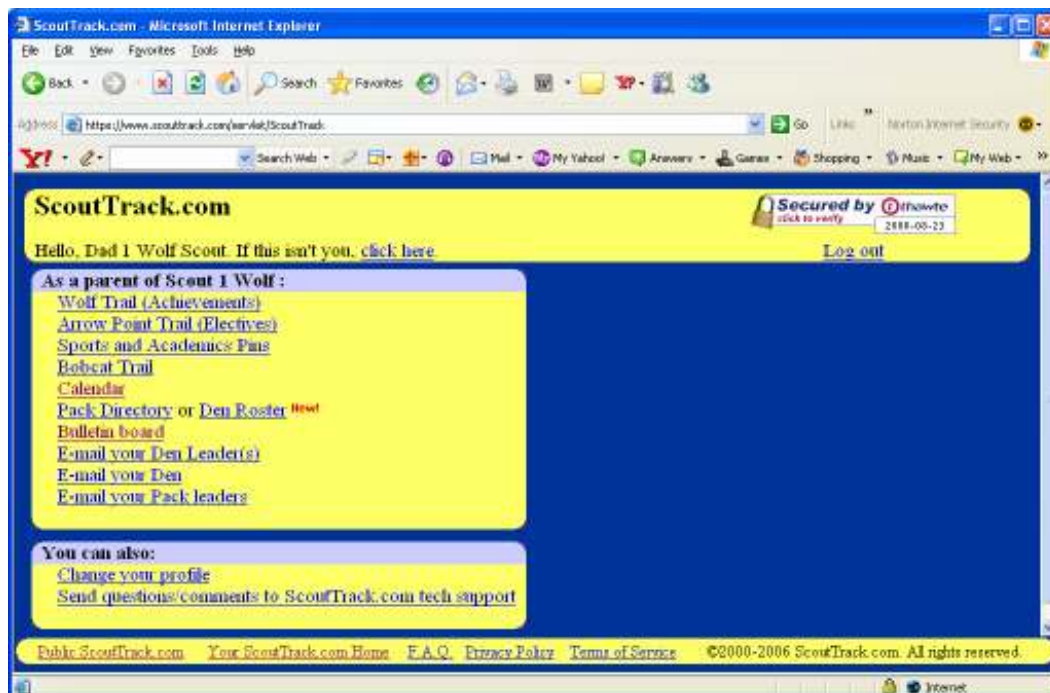 ScoutTrack.com - Microsoft Internet Explorer
File Edit View Favorites Tools Help
Back Search Favorites
Address https://www.scouttrack.com/servlet/ScoutTrack Go Links Norton Internet Security
Y! Search Web Mail My Yahoo! Answers Games Shopping Music My Web
ScoutTrack.com
Secured by thawte
click to verify
Hello, Dad 1 Wolf Scout. If this isn't you, click here.
Log out
As a parent of Scout 1 Wolf :
Wolf Trail (Achievements)
Arrow Point Trail (Electives)
Sports and Academics Pins
Bobcat Trail
Calendar
Pack Directory or Den Roster New!
Bulletin board
E-mail your Den Leader(s)
E-mail your Den
E-mail your Pack leaders
You can also:
Change your profile
Send questions/comments to ScoutTrack.com tech support
Public ScoutTrack.com Your ScoutTrack.com Home F.A.Q. Privacy Policy Terms of Service ©2000-2006 ScoutTrack.com. All rights reserved.
Internet